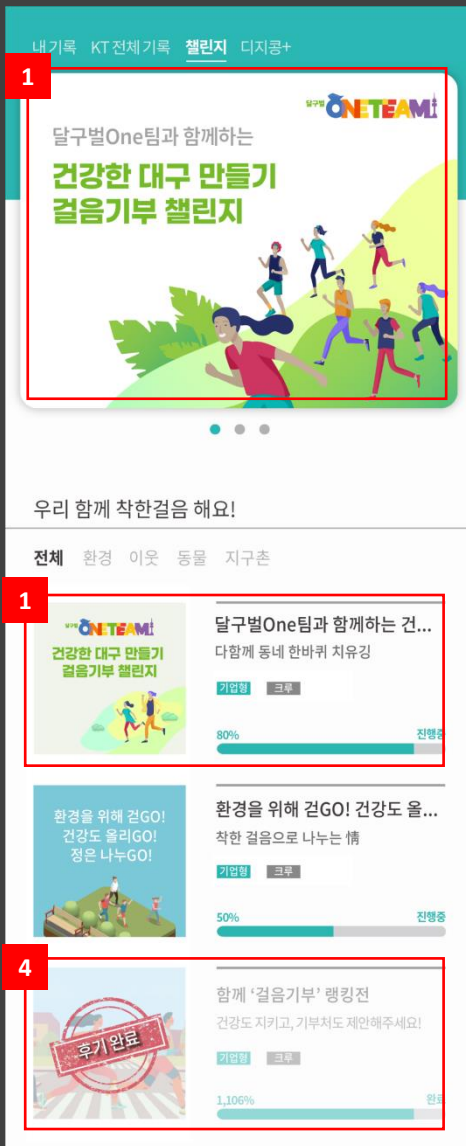 내 기록 KT 전체 기록 챌린지 디지콩+
1
달구벌 ONETEAM
달구벌One팀과 함께하는
건강한 대구 만들기
걸음기부 챌린지
우리 함께 착한걸음 해요!
전체 환경 이웃 동물 지구촌
1
달구벌 ONETEAM
건강한 대구 만들기
걸음기부 챌린지
달구벌One팀과 함께하는 건...
다함께 동네 한바퀴 치유깅
기업형 크루
80% 진행중
환경을 위해 걷GO!
건강도 올리GO!
정은 나누GO!
환경을 위해 걷GO! 건강도 올...
착한 걸음으로 나누는 情
기업형 크루
50% 진행중
4
후기 완료
함께 ‘걸음기부’ 랭킹전
건강도 지키고, 기부처도 제안해주세요!
기업형 크루
1,106% 완료